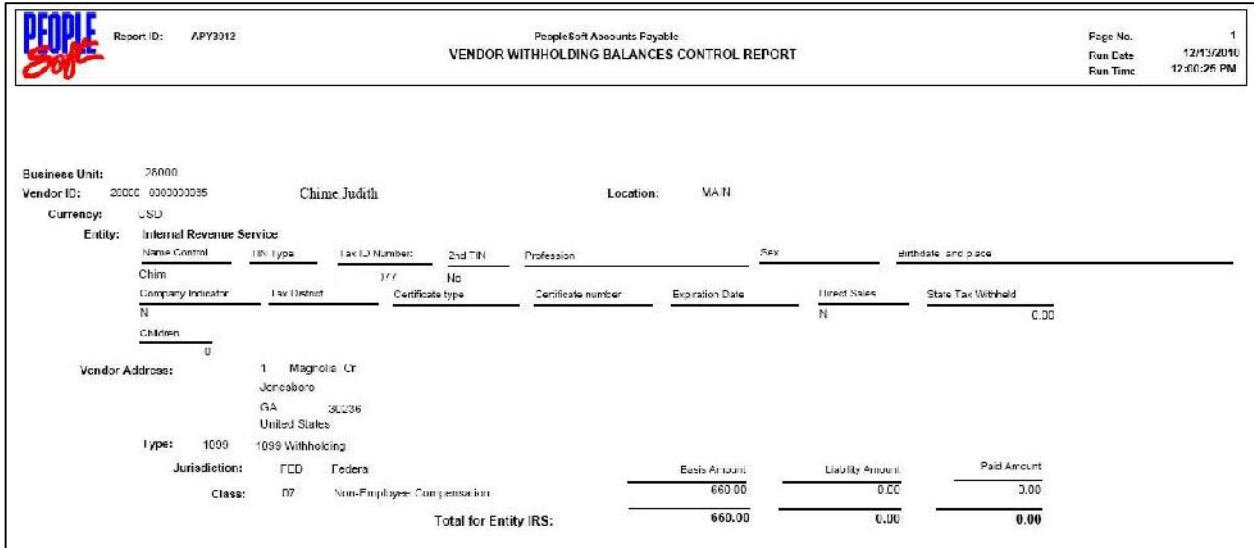 PEOPLE Soft
Report ID: APY3012 PeopleSoft Accounts Payable Page No. 1
VENDOR WITHHOLDING BALANCES CONTROL REPORT Run Date 12/13/2010
Run Time 12:00:25 PM
Business Unit: 28000
Vendor ID: 28000 0000000035 Chime Judith Location: MAIN
Currency: USD
Entity: Internal Revenue Service
Name Control TIN Type Tax ID Number: 2nd TIN Profession Sex Birthdate and place
Chim 077 No
Company Indicator Tax District Certificate type Certificate number Expiration Date Direct Sales State Tax Withheld
N N 0.00
Children
0
Vendor Address: 1 Magnolia Cr
Jonesboro
GA 30236
United States
Type: 1099 1099 Withholding
Jurisdiction: FED Federal Basis Amount Liability Amount Paid Amount
Class: 07 Non-Employee Compensation 660.00 0.00 0.00
Total for Entity IRS: 660.00 0.00 0.00